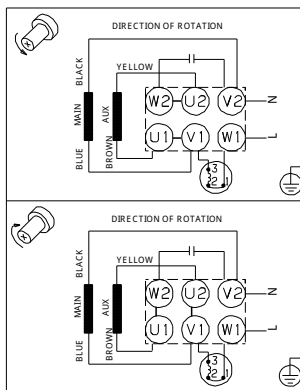 DIRECTION OF ROTATION
BLACK
YELLOW
MAIN
AUX
BLUE
BROWN
W2 U2 V2 N
U1 V1 W1 L
3
2 1
DIRECTION OF ROTATION
BLACK
YELLOW
MAIN
AUX
BLUE
BROWN
W2 U2 V2 N
U1 V1 W1 L
3
2 1